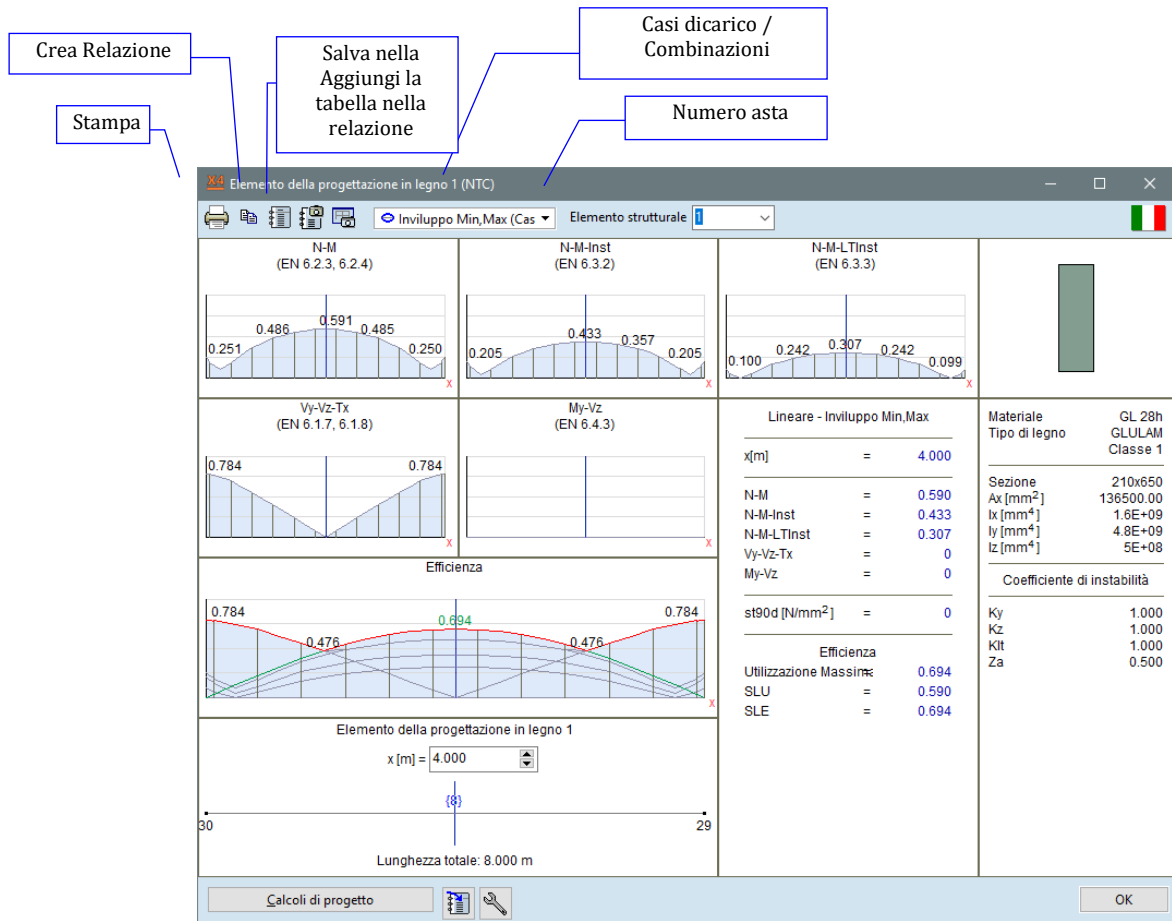 Crea Relazione
Salva nella
Aggiungi la
tabella nella
relazione
Casi dicarico /
Combinazioni
Stampa
Numero asta
X4 Elemento della progettazione in legno 1 (NTC)
Inviluppo Min,Max (Cas
Elemento strutturale 1
N-M
(EN 6.2.3, 6.2.4)
0.251 0.486 0.591 0.485 0.250
x
N-M-Inst
(EN 6.3.2)
0.205 0.433 0.357 0.205
x
N-M-LTInst
(EN 6.3.3)
0.100 0.242 0.307 0.242 0.099
x
Vy-Vz-Tx
(EN 6.1.7, 6.1.8)
0.784 0.784
x
My-Vz
(EN 6.4.3)
x
Efficienza
0.784 0.476 0.694 0.476 0.784
x
Elemento della progettazione in legno 1
x [m] = 4.000
{8}
30 29
Lunghezza totale: 8.000 m
Lineare - Inviluppo Min,Max
x[m] = 4.000
N-M = 0.590
N-M-Inst = 0.433
N-M-LTInst = 0.307
Vy-Vz-Tx = 0
My-Vz = 0
st90d [N/mm²] = 0
Efficienza
Utilizzazione Massima = 0.694
SLU = 0.590
SLE = 0.694
Materiale GL 28h
Tipo di legno GLULAM
Classe 1
Sezione 210x650
Ax [mm²] 136500.00
Ix [mm⁴] 1.6E+09
Iy [mm⁴] 4.8E+09
Iz [mm⁴] 5E+08
Coefficiente di instabilità
Ky 1.000
Kz 1.000
Klt 1.000
Za 0.500
Calcoli di progetto
OK